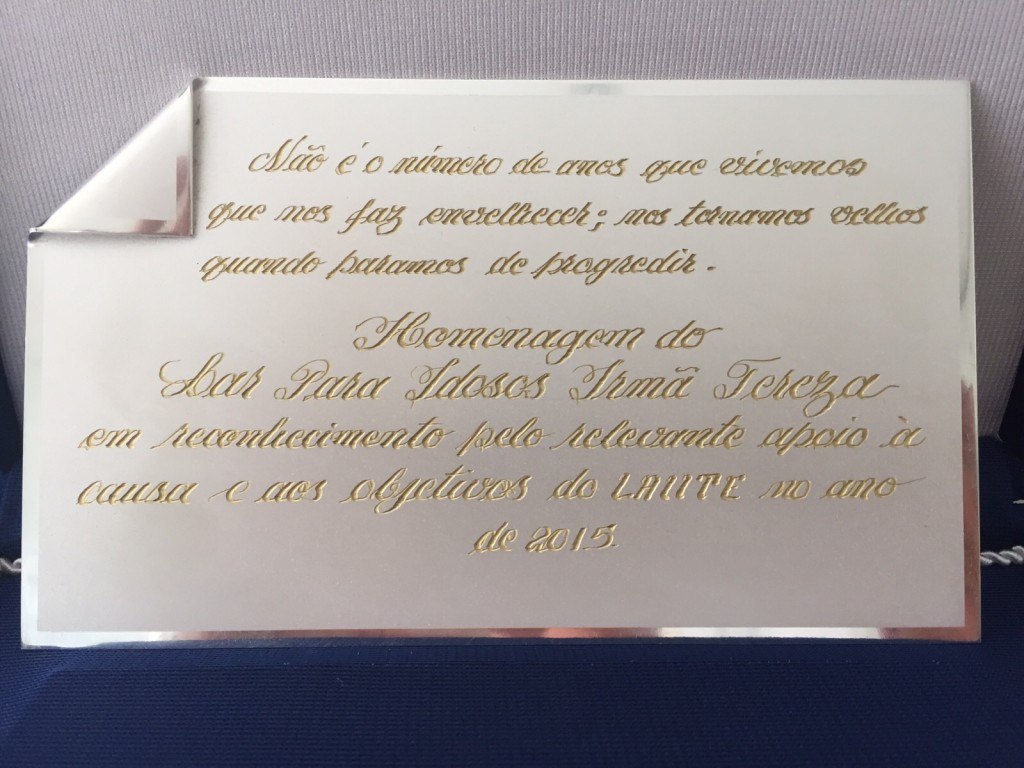 Não é o número de anos que vivemos
que nos faz envelhecer; nos tornamos velhos
quando paramos de progredir.
Homenagem do
Lar Para Idosos Irmã Tereza
em reconhecimento pelo relevante apoio à
causa e aos objetivos do LAIITE no ano
de 2015.